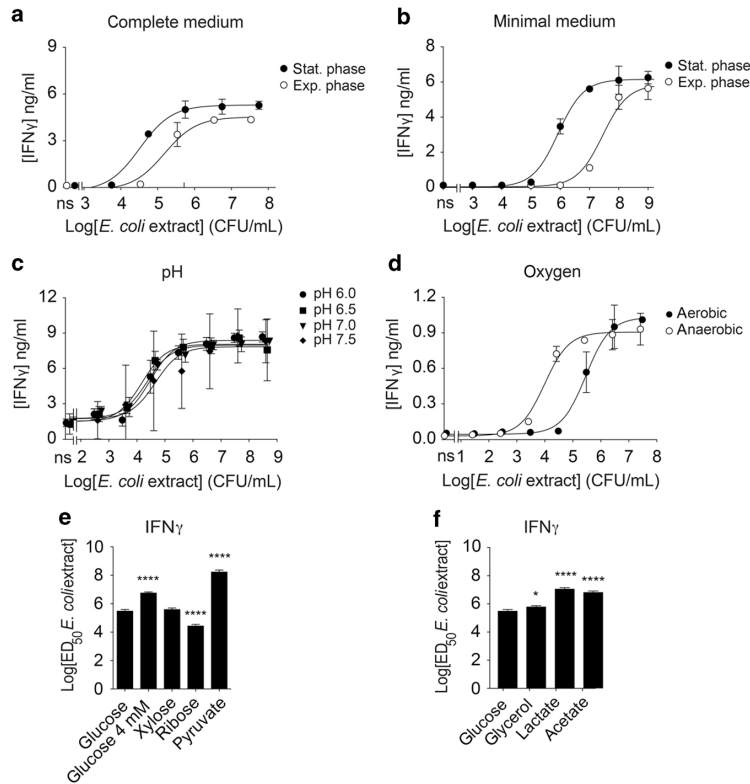 a
Complete medium
[IFNγ] ng/ml
9
6
3
0
ns 3 4 5 6 7 8
Log[E. coli extract] (CFU/mL)
Stat. phase
Exp. phase
b
Minimal medium
[IFNγ] ng/ml
8
6
4
2
0
ns 3 4 5 6 7 8 9
Log[E. coli extract] (CFU/mL)
Stat. phase
Exp. phase
c
pH
[IFNγ] ng/ml
12
9
6
3
0
ns 2 3 4 5 6 7 8 9
Log[E. coli extract] (CFU/mL)
pH 6.0
pH 6.5
pH 7.0
pH 7.5
d
Oxygen
[IFNγ] ng/ml
1.2
0.9
0.6
0.3
0.0
ns 1 2 3 4 5 6 7 8
Log[E. coli extract] (CFU/mL)
Aerobic
Anaerobic
e
IFNγ
Log[ED50 E. coli extract]
10
8
6
4
2
0
****
****
****
Glucose
Glucose 4 mM
Xylose
Ribose
Pyruvate
f
IFNγ
Log[ED50 E. coli extract]
10
8
6
4
2
0
*
****
****
Glucose
Glycerol
Lactate
Acetate